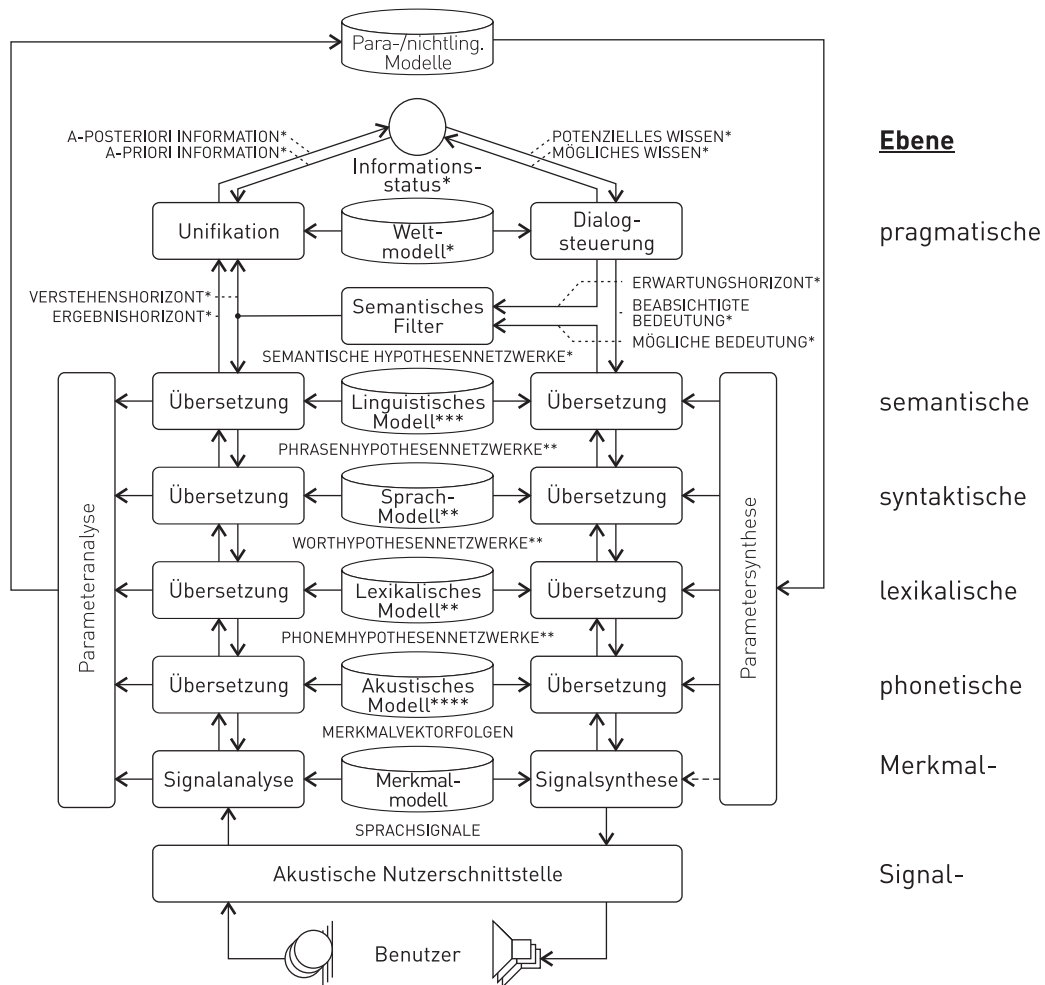 Para-/nichtling.
Modelle
A-POSTERIORI INFORMATION*
A-PRIORI INFORMATION*
POTENZIELLES WISSEN*
MÖGLICHES WISSEN*
Ebene
Informations-
status*
Unifikation
Welt-
modell*
Dialog-
steuerung
pragmatische
VERSTEHENSHORIZONT*
ERGEBNISHORIZONT*
Semantisches
Filter
ERWARTUNGSHORIZONT*
BEABSICHTIGTE
BEDEUTUNG*
MÖGLICHE BEDEUTUNG*
SEMANTISCHE HYPOTHESENNETZWERKE*
Übersetzung
Linguistisches
Modell***
Übersetzung
semantische
PHRASENHYPOTHESENNETZWERKE**
Übersetzung
Sprach-
Modell**
Übersetzung
syntaktische
WORTHYPOTHESENNETZWERKE**
Parameteranalyse
Übersetzung
Lexikalisches
Modell**
Übersetzung
Parametersynthese
lexikalische
PHONEMHYPOTHESENNETZWERKE**
Übersetzung
Akustisches
Modell****
Übersetzung
phonetische
MERKMALVEKTORFOLGEN
Signalanalyse
Merkmal-
modell
Signalsynthese
Merkmal-
SPRACHSIGNALE
Akustische Nutzerschnittstelle
Signal-
Benutzer